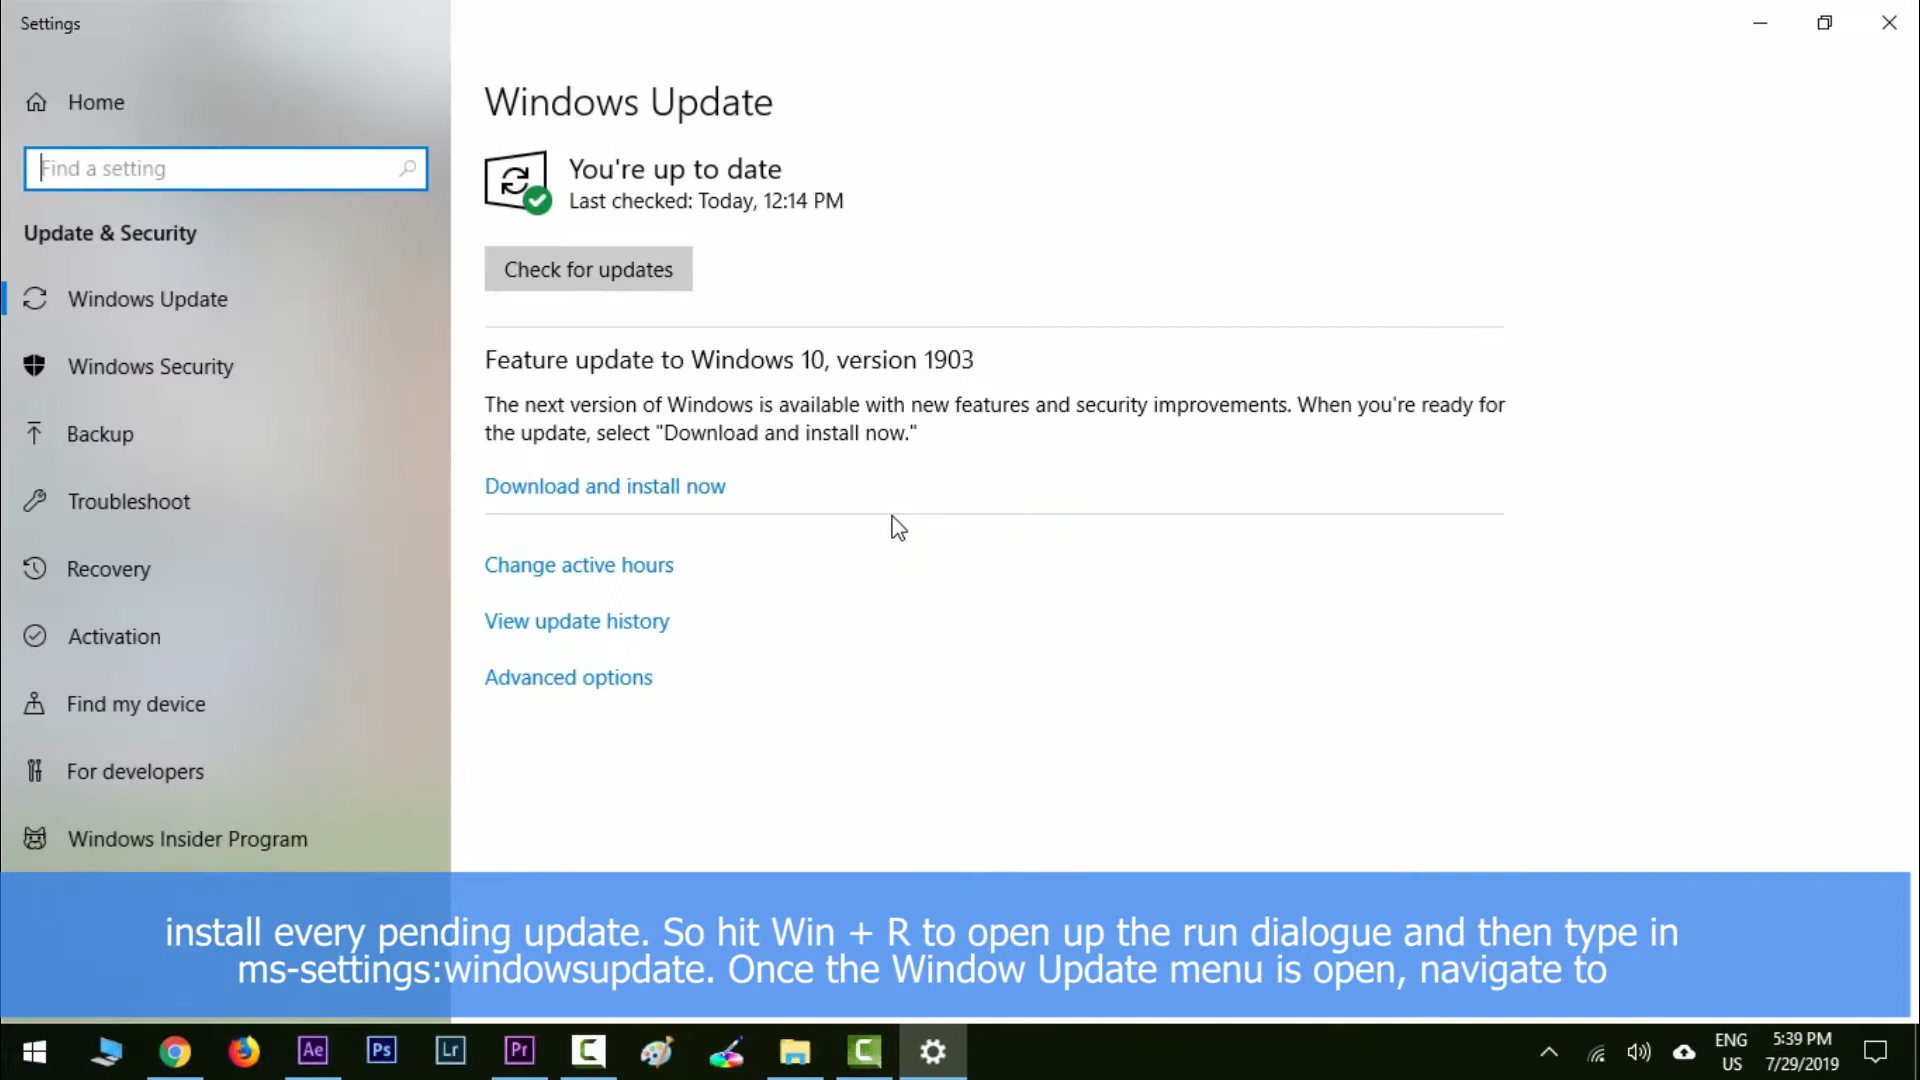 Settings
Home
Find a setting
Update & Security
Windows Update
Windows Security
Backup
Troubleshoot
Recovery
Activation
Find my device
For developers
Windows Insider Program
Windows Update
You're up to date
Last checked: Today, 12:14 PM
Check for updates
Feature update to Windows 10, version 1903
The next version of Windows is available with new features and security improvements. When you're ready for
the update, select "Download and install now."
Download and install now
Change active hours
View update history
Advanced options
install every pending update. So hit Win + R to open up the run dialogue and then type in
ms-settings:windowsupdate. Once the Window Update menu is open, navigate to
Ae
Ps
Lr
Pr
ENG
US
5:39 PM
7/29/2019